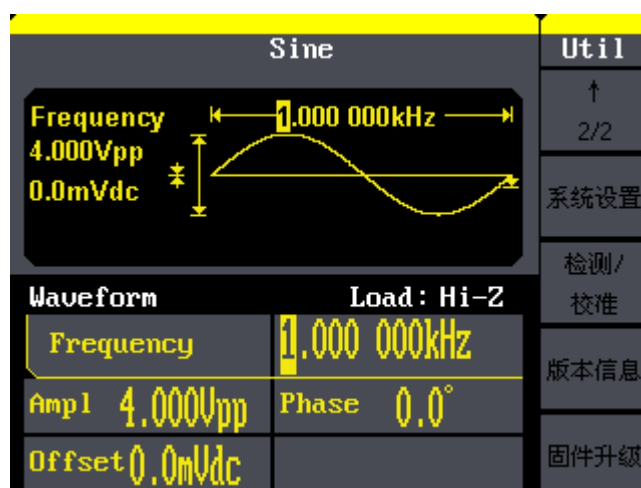 Sine
Util
Frequency
1.000 000kHz
4.000Vpp
0.0mVdc
↑
2/2
系统设置
检测/
校准
版本信息
固件升级
Waveform
Load: Hi-Z
Frequency
1.000 000kHz
Ampl 4.000Vpp
Phase 0.0°
Offset 0.0mVdc